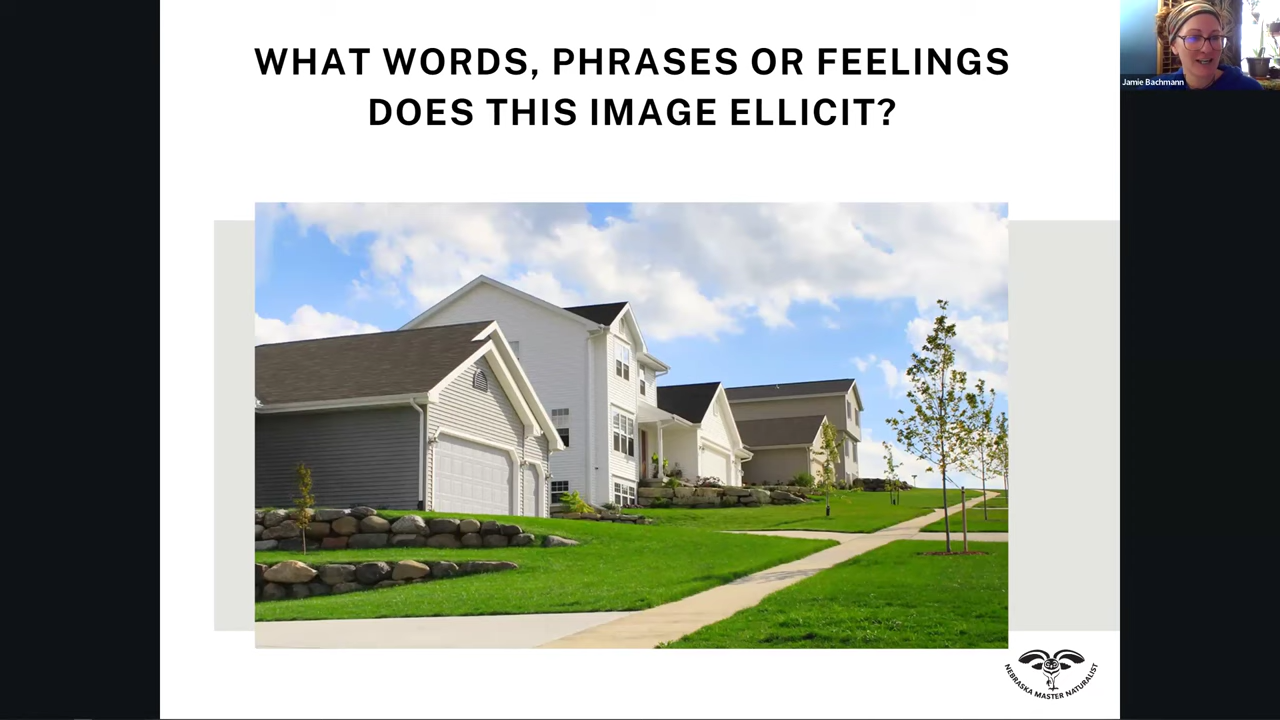 WHAT WORDS, PHRASES OR FEELINGS
DOES THIS IMAGE ELLICIT?
Jamie Bachmann
NEBRASKA MASTER NATURALIST